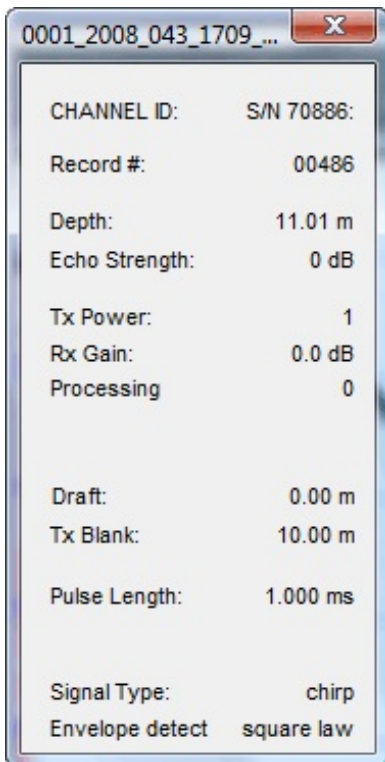 0001_2008_043_1709_...
CHANNEL ID: S/N 70886:
Record #: 00486
Depth: 11.01 m
Echo Strength: 0 dB
Tx Power: 1
Rx Gain: 0.0 dB
Processing 0
Draft: 0.00 m
Tx Blank: 10.00 m
Pulse Length: 1.000 ms
Signal Type: chirp
Envelope detect square law